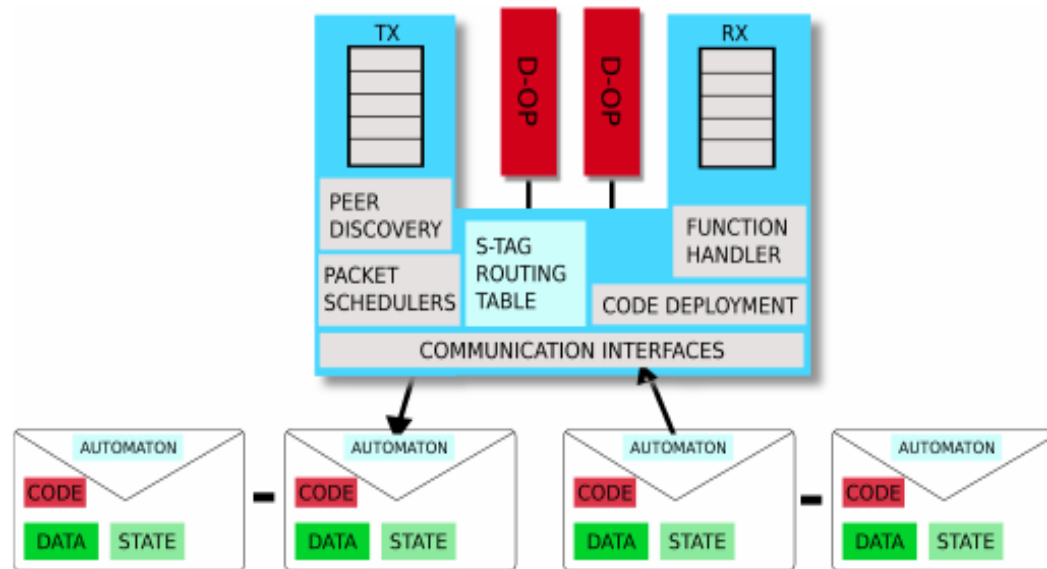 TX
D-OP
D-OP
RX
PEER
DISCOVERY
S-TAG
ROUTING
TABLE
FUNCTION
HANDLER
PACKET
SCHEDULERS
CODE DEPLOYMENT
COMMUNICATION INTERFACES
AUTOMATON
CODE
DATA STATE
AUTOMATON
CODE
DATA STATE
AUTOMATON
CODE
DATA STATE
AUTOMATON
CODE
DATA STATE